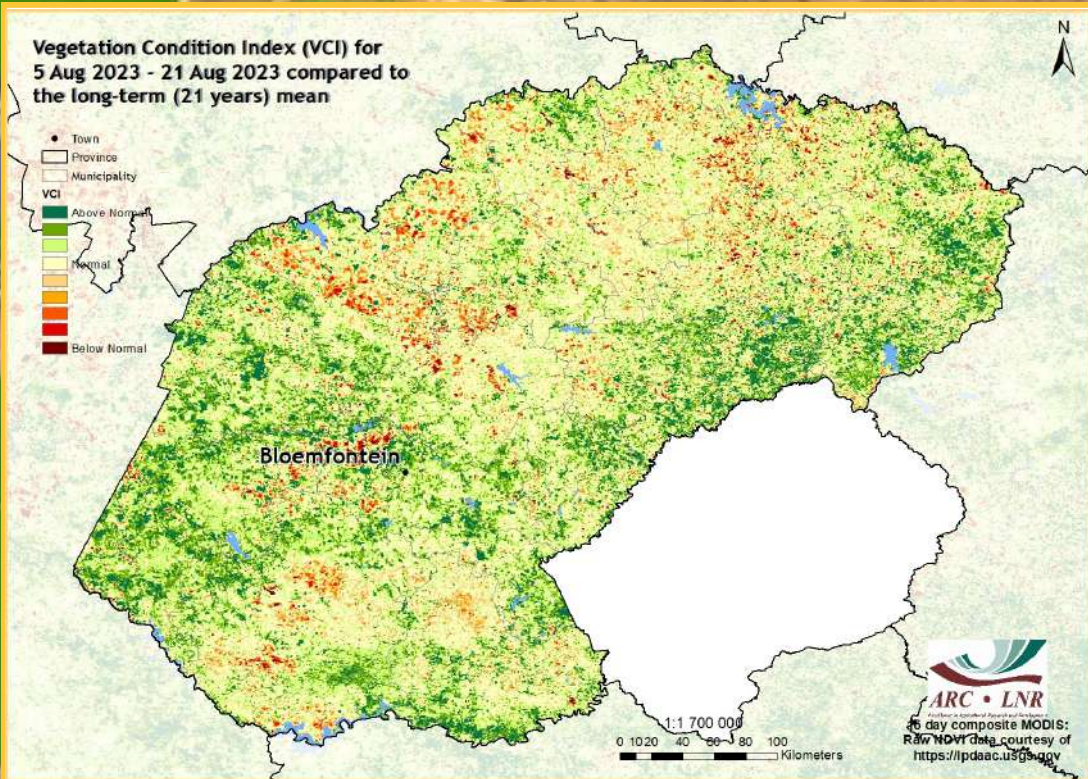 Vegetation Condition Index (VCI) for
5 Aug 2023 - 21 Aug 2023 compared to
the long-term (21 years) mean
N
Town
Province
Municipality
VCI
Above Normal
Normal
Below Normal
Bloemfontein
ARC • LNR
1:1 700 000
0 10 20 40 60 80 100
Kilometers
16 day composite MODIS:
Raw NDVI data courtesy of
https://lpdaac.usgs.gov